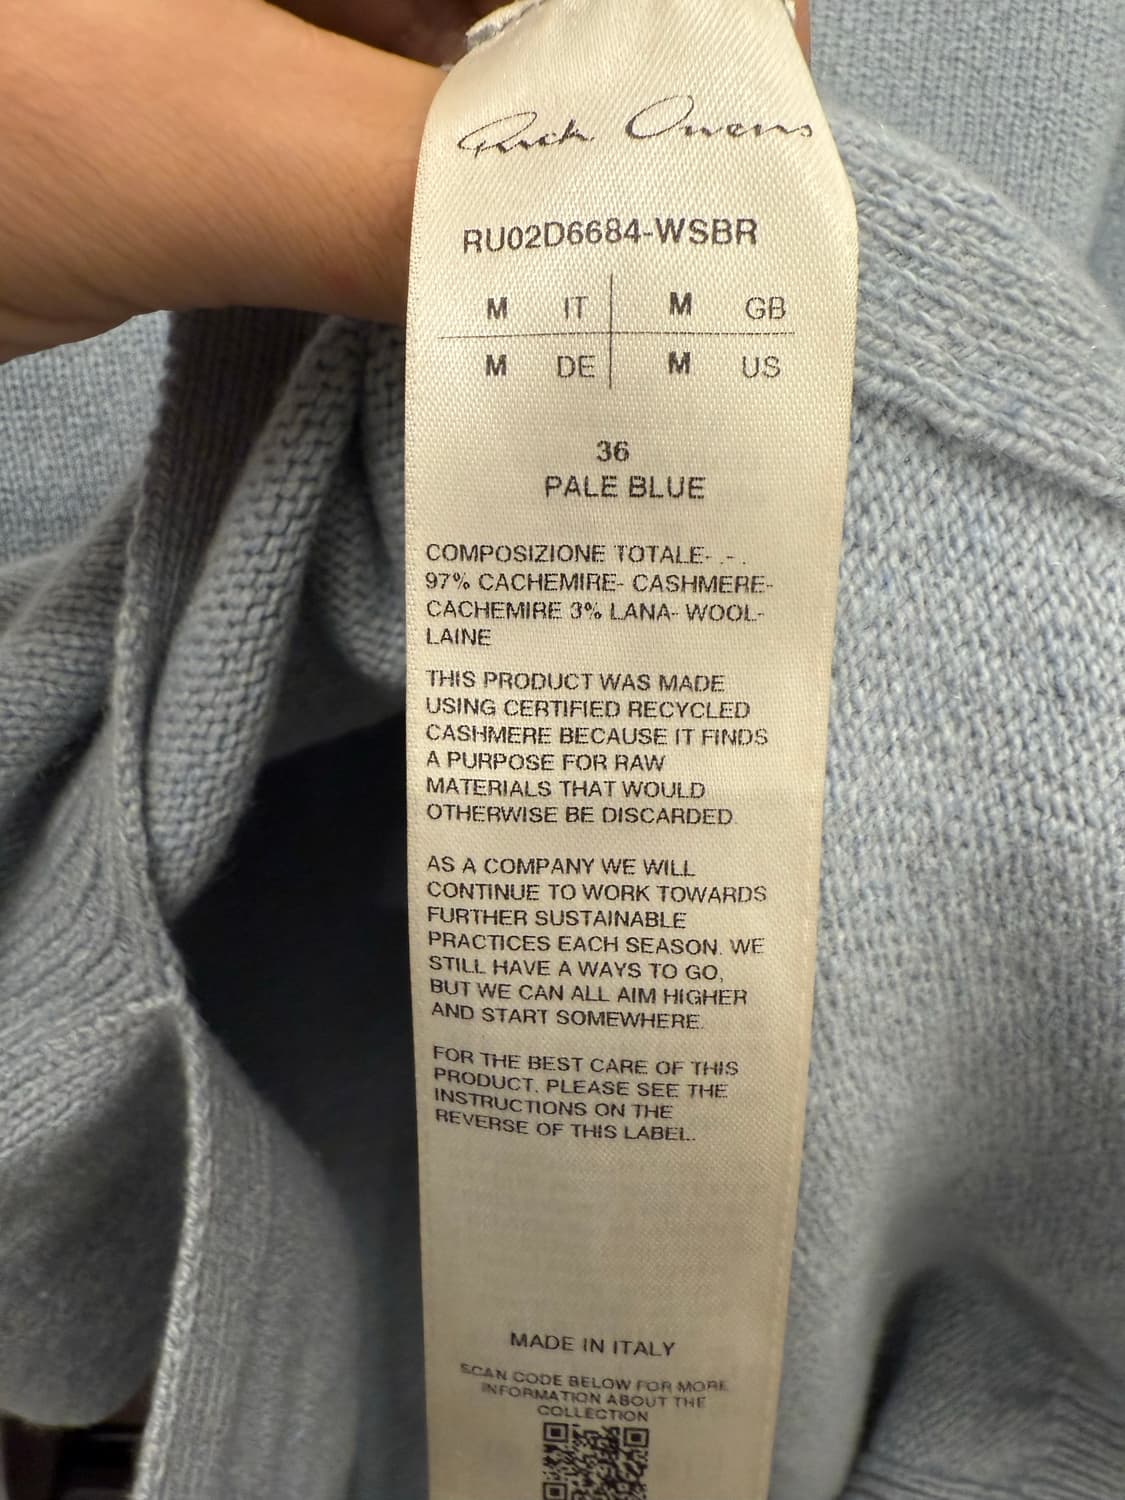 Rick Owens
RU02D6684-WSBR
M IT M GB
M DE M US
36
PALE BLUE
COMPOSIZIONE TOTALE- .-.
97% CACHEMIRE- CASHMERE-
CACHEMIRE 3% LANA- WOOL-
LAINE
THIS PRODUCT WAS MADE
USING CERTIFIED RECYCLED
CASHMERE BECAUSE IT FINDS
A PURPOSE FOR RAW
MATERIALS THAT WOULD
OTHERWISE BE DISCARDED
AS A COMPANY WE WILL
CONTINUE TO WORK TOWARDS
FURTHER SUSTAINABLE
PRACTICES EACH SEASON. WE
STILL HAVE A WAYS TO GO,
BUT WE CAN ALL AIM HIGHER
AND START SOMEWHERE.
FOR THE BEST CARE OF THIS
PRODUCT. PLEASE SEE THE
INSTRUCTIONS ON THE
REVERSE OF THIS LABEL.
MADE IN ITALY
SCAN CODE BELOW FOR MORE
INFORMATION ABOUT THE
COLLECTION